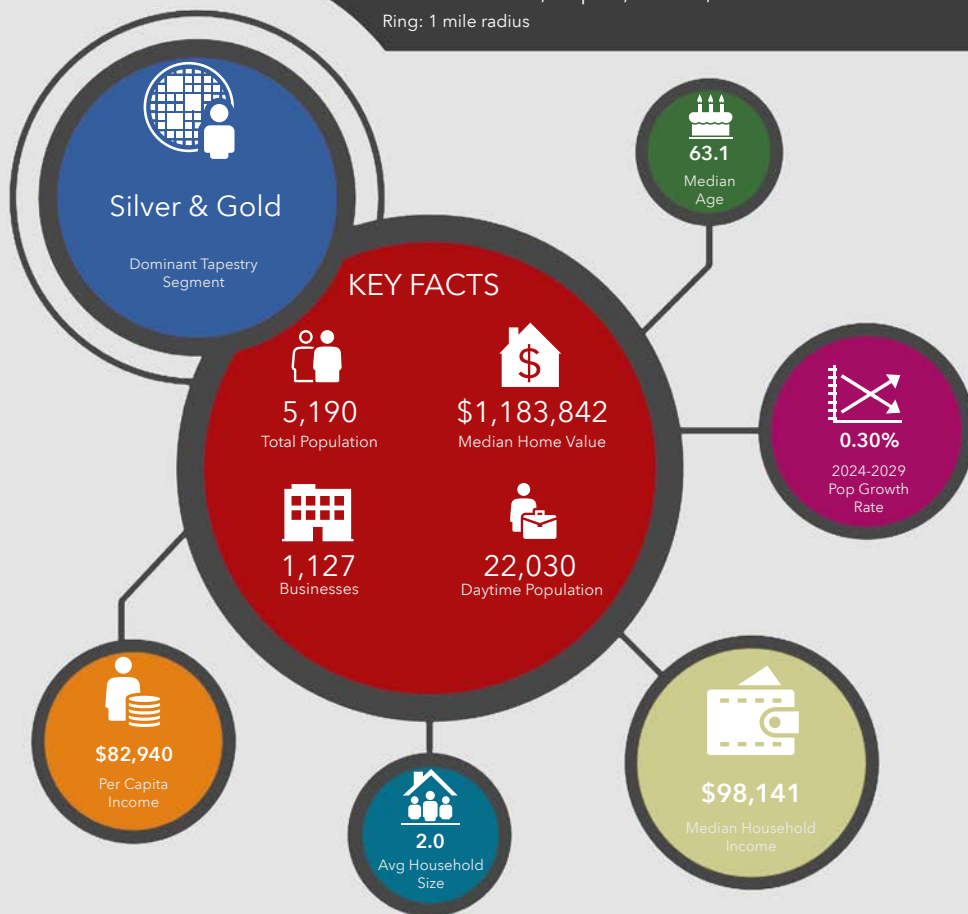 Ring: 1 mile radius
Silver & Gold
Dominant Tapestry
Segment
KEY FACTS
5,190
Total Population
$1,183,842
Median Home Value
1,127
Businesses
22,030
Daytime Population
63.1
Median
Age
0.30%
2024-2029
Pop Growth
Rate
$98,141
Median Household
Income
2.0
Avg Household
Size
$82,940
Per Capita
Income